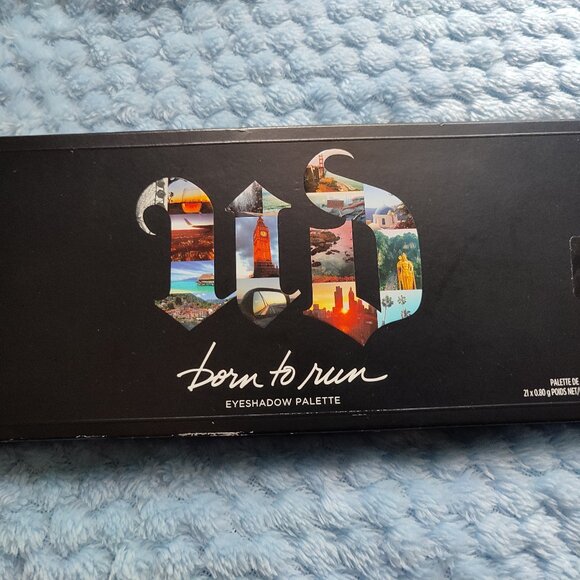 UD
born to run
EYESHADOW PALETTE
PALETTE DE
21 x 0.80 g POIDS NET/